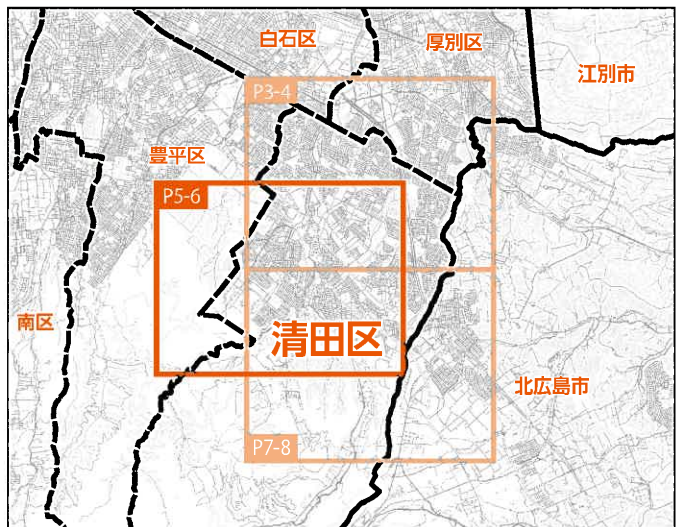 白石区
厚別区
江別市
P3-4
豊平区
P5-6
南区
清田区
北広島市
P7-8